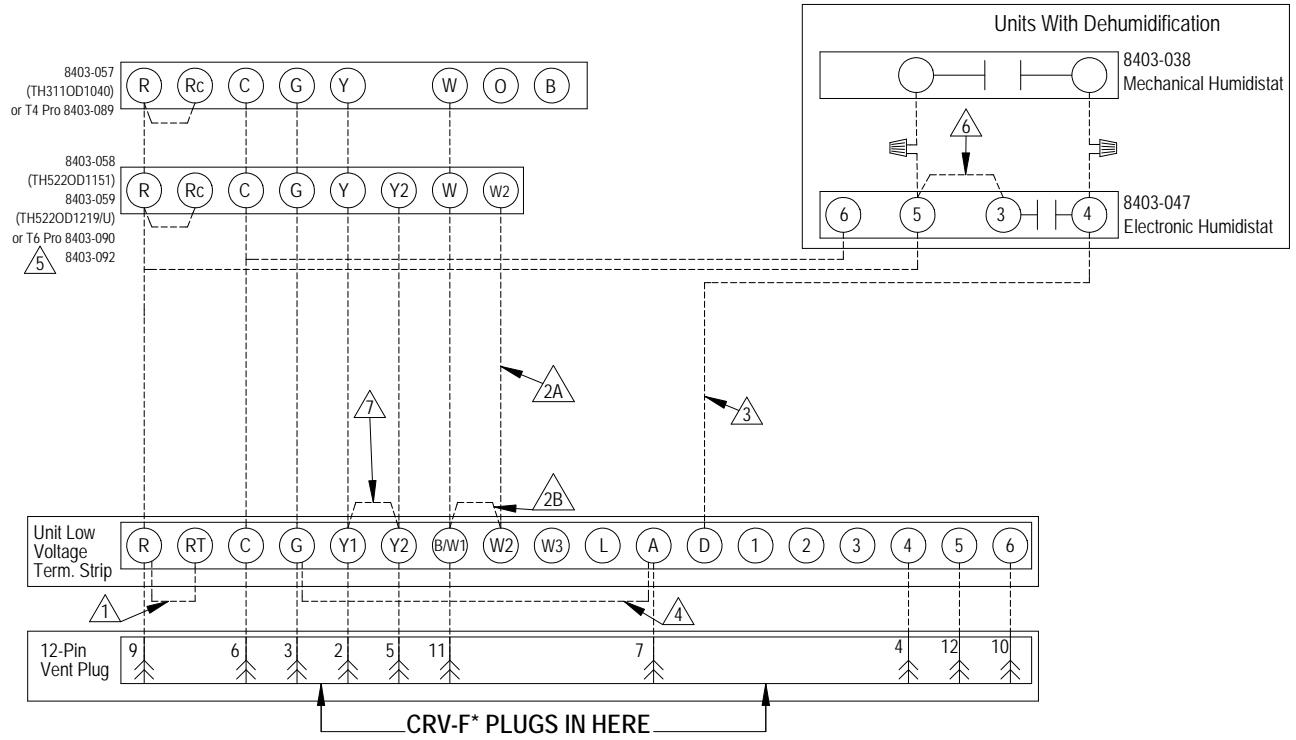 Units With Dehumidification
8403-038
Mechanical Humidistat
8403-057
(TH311OD1040)
or T4 Pro 8403-089
R Rc C G Y W O B
6
8403-058
(TH522OD1151)
8403-059
(TH522OD1219/U)
or T6 Pro 8403-090
8403-092
5
R Rc C G Y Y2 W W2
6 5 3 4
8403-047
Electronic Humidistat
2A
3
7
2B
Unit Low
Voltage
Term. Strip
R RT C G Y1 Y2 B/W1 W2 W3 L A D 1 2 3 4 5 6
1
4
12-Pin
Vent Plug
9 6 3 2 5 11 7 4 12 10
CRV-F* PLUGS IN HERE